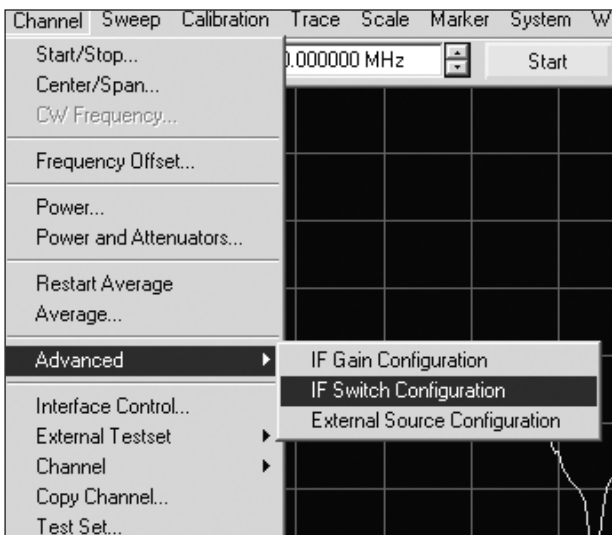 Channel Sweep Calibration Trace Scale Marker System W
Start/Stop...
0.000000 MHz
Start
Center/Span...
CW Frequency...
Frequency Offset...
Power...
Power and Attenuators...
Restart Average
Average...
Advanced
IF Gain Configuration
IF Switch Configuration
External Source Configuration
Interface Control...
External Testset
Channel
Copy Channel...
Test Set...